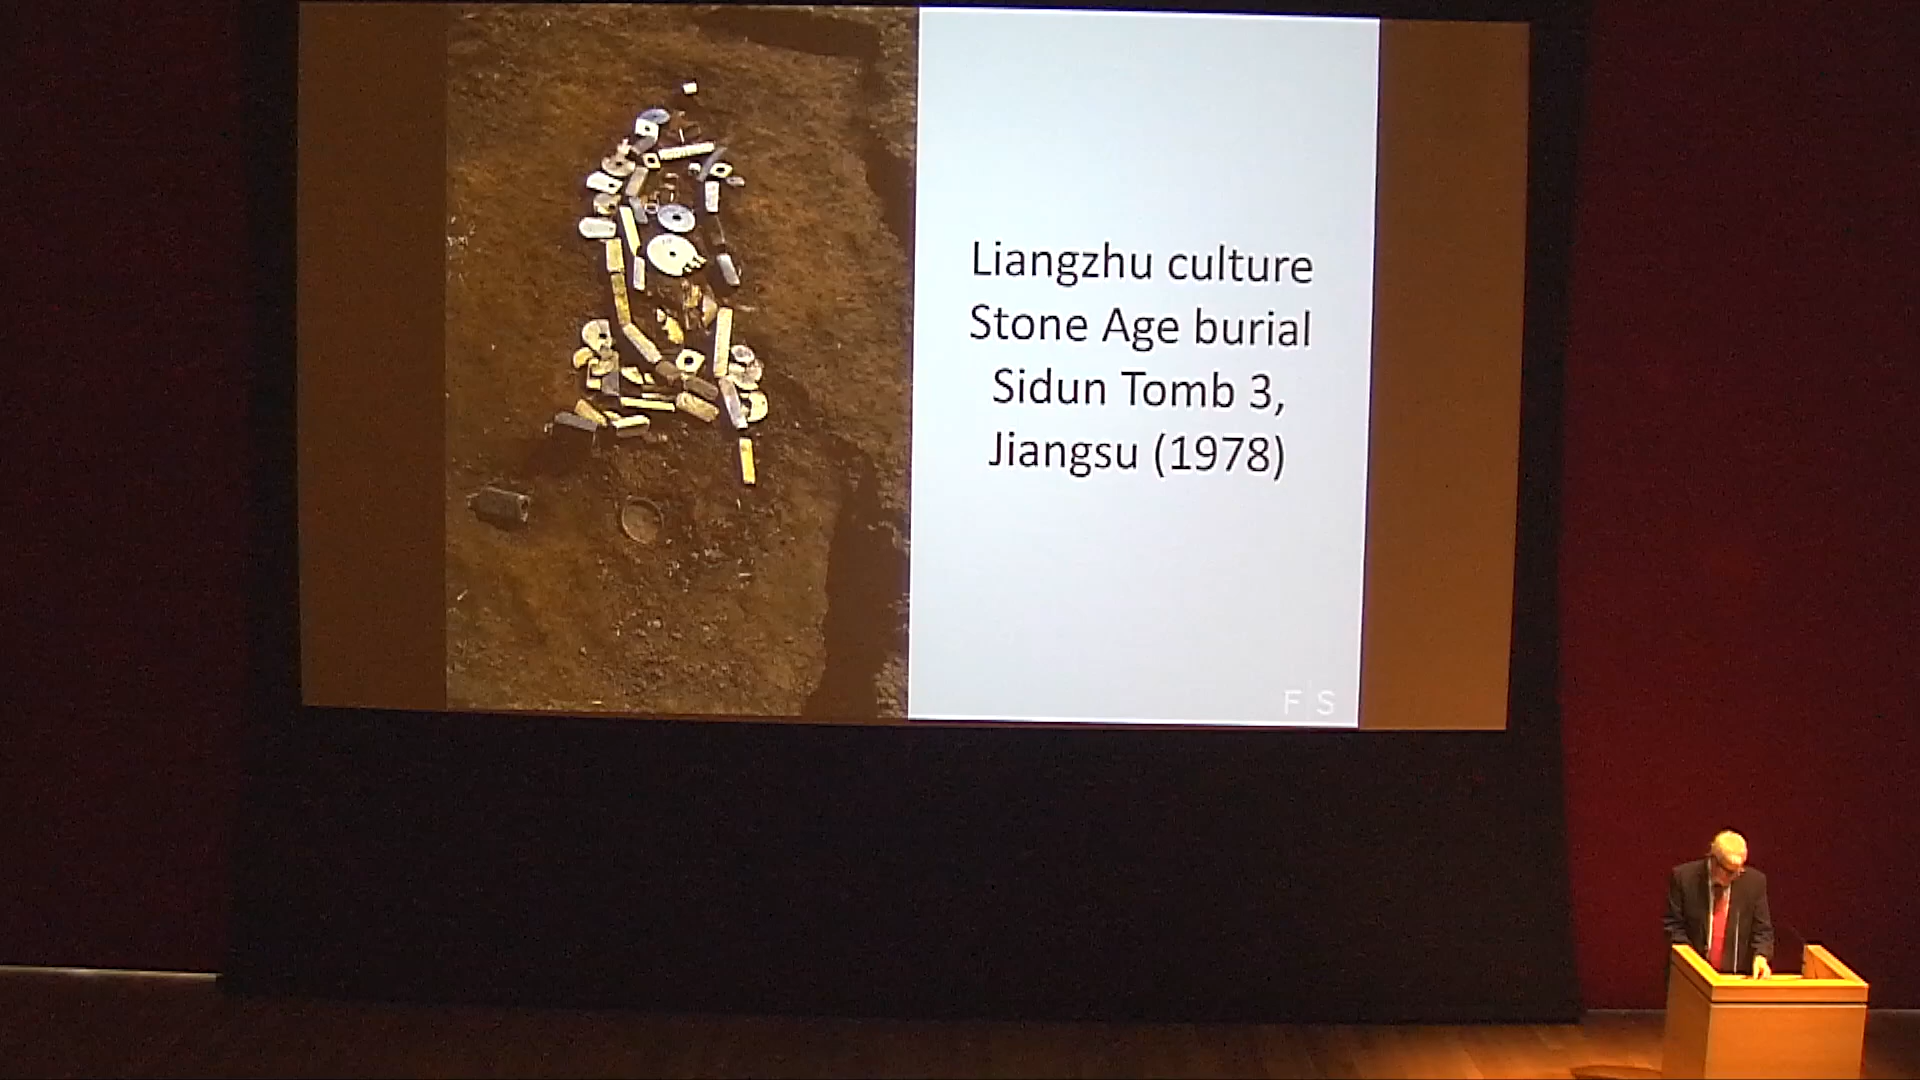 Liangzhu culture
Stone Age burial
Sidun Tomb 3,
Jiangsu (1978)
F|S